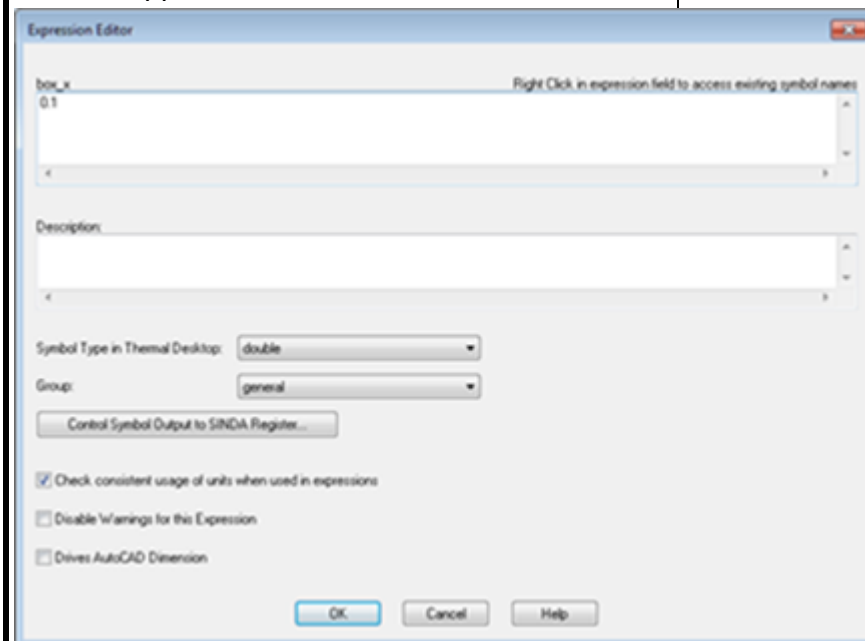 Expression Editor
box_x Right Click in expression field to access existing symbol names
0.1
Description:
Symbol Type in Thermal Desktop: double
Group: general
Control Symbol Output to SINDA Register...
Check consistent usage of units when used in expressions
Disable Warnings for this Expression
Drives AutoCAD Dimension
OK Cancel Help